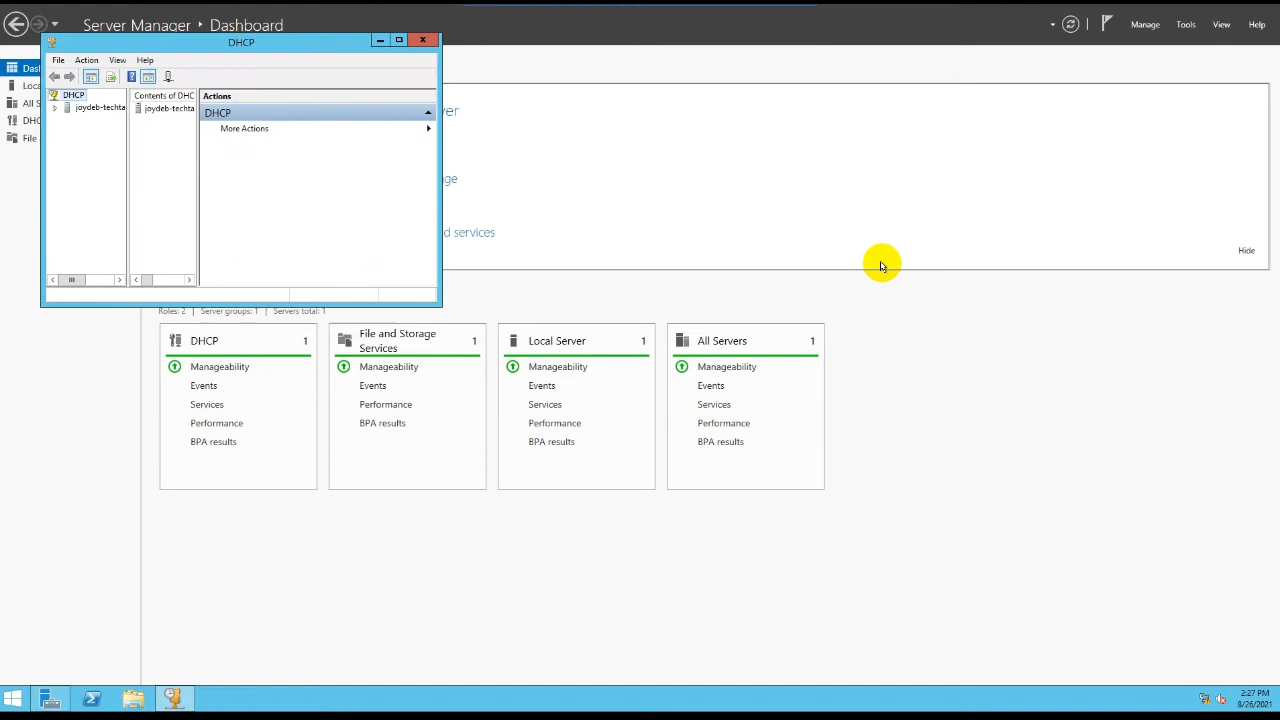 Server Manager • Dashboard
Manage Tools View Help
DHCP
File Action View Help
DHCP
joydeb-techta
Contents of DHC
joydeb-techta
Actions
DHCP
More Actions
Das
Loca
All S
DHC
File
ver
ge
d services
Hide
Roles: 2 | Server groups: 1 | Servers total: 1
DHCP 1
Manageability
Events
Services
Performance
BPA results
File and Storage
Services 1
Manageability
Events
Performance
BPA results
Local Server 1
Manageability
Events
Services
Performance
BPA results
All Servers 1
Manageability
Events
Services
Performance
BPA results
2:27 PM
8/26/2021